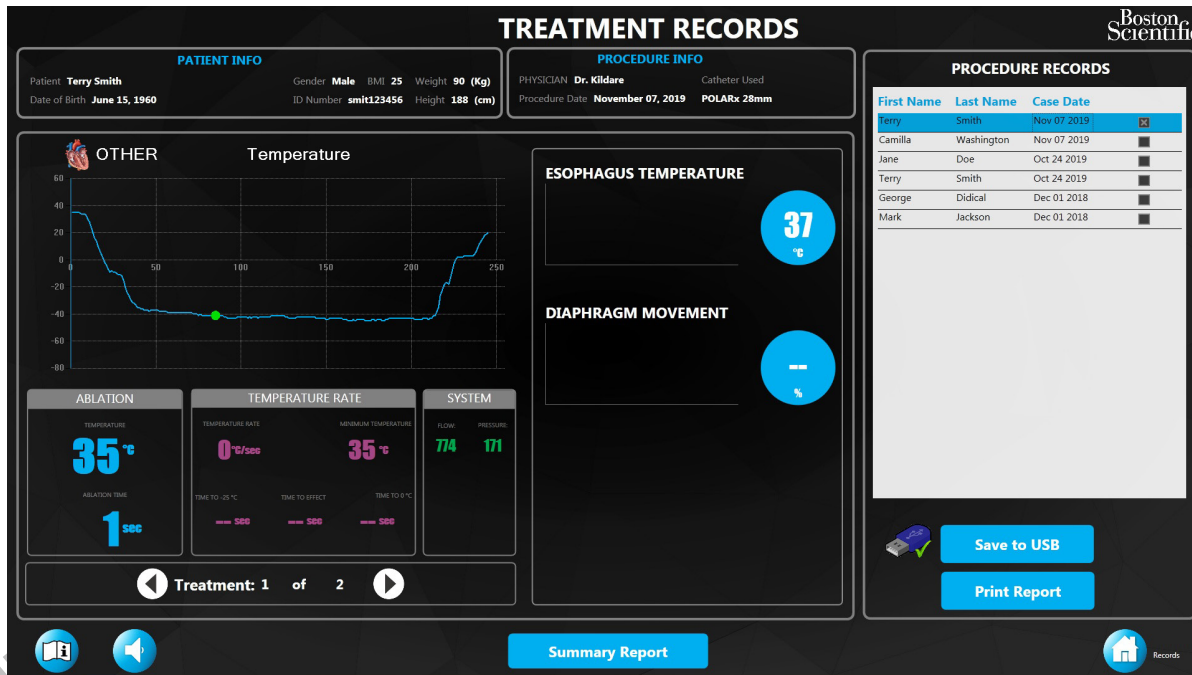 TREATMENT RECORDS
Boston
Scientific
PATIENT INFO
Patient Terry Smith Gender Male BMI 25 Weight 90 (Kg)
Date of Birth June 15, 1960 ID Number smit123456 Height 188 (cm)
PROCEDURE INFO
PHYSICIAN Dr. Kildare Catheter Used
Procedure Date November 07, 2019 POLARx 28mm
OTHER Temperature
60
40
20
0
0 50 100 150 200 250
-20
-40
-60
-80
ABLATION
TEMPERATURE
35 °C
ABLATION TIME
1 sec
TEMPERATURE RATE
TEMPERATURE RATE MINIMUM TEMPERATURE
0 °C/sec 35 °C
TIME TO -25 °C TIME TO EFFECT TIME TO 0 °C
-- sec -- sec -- sec
SYSTEM
FLOW: PRESSURE:
774 171
Treatment: 1 of 2
ESOPHAGUS TEMPERATURE
37
°C
DIAPHRAGM MOVEMENT
--
%
PROCEDURE RECORDS
First Name Last Name Case Date
Terry Smith Nov 07 2019
Camilla Washington Nov 07 2019
Jane Doe Oct 24 2019
Terry Smith Oct 24 2019
George Didical Dec 01 2018
Mark Jackson Dec 01 2018
Save to USB
Print Report
i
Summary Report
Records